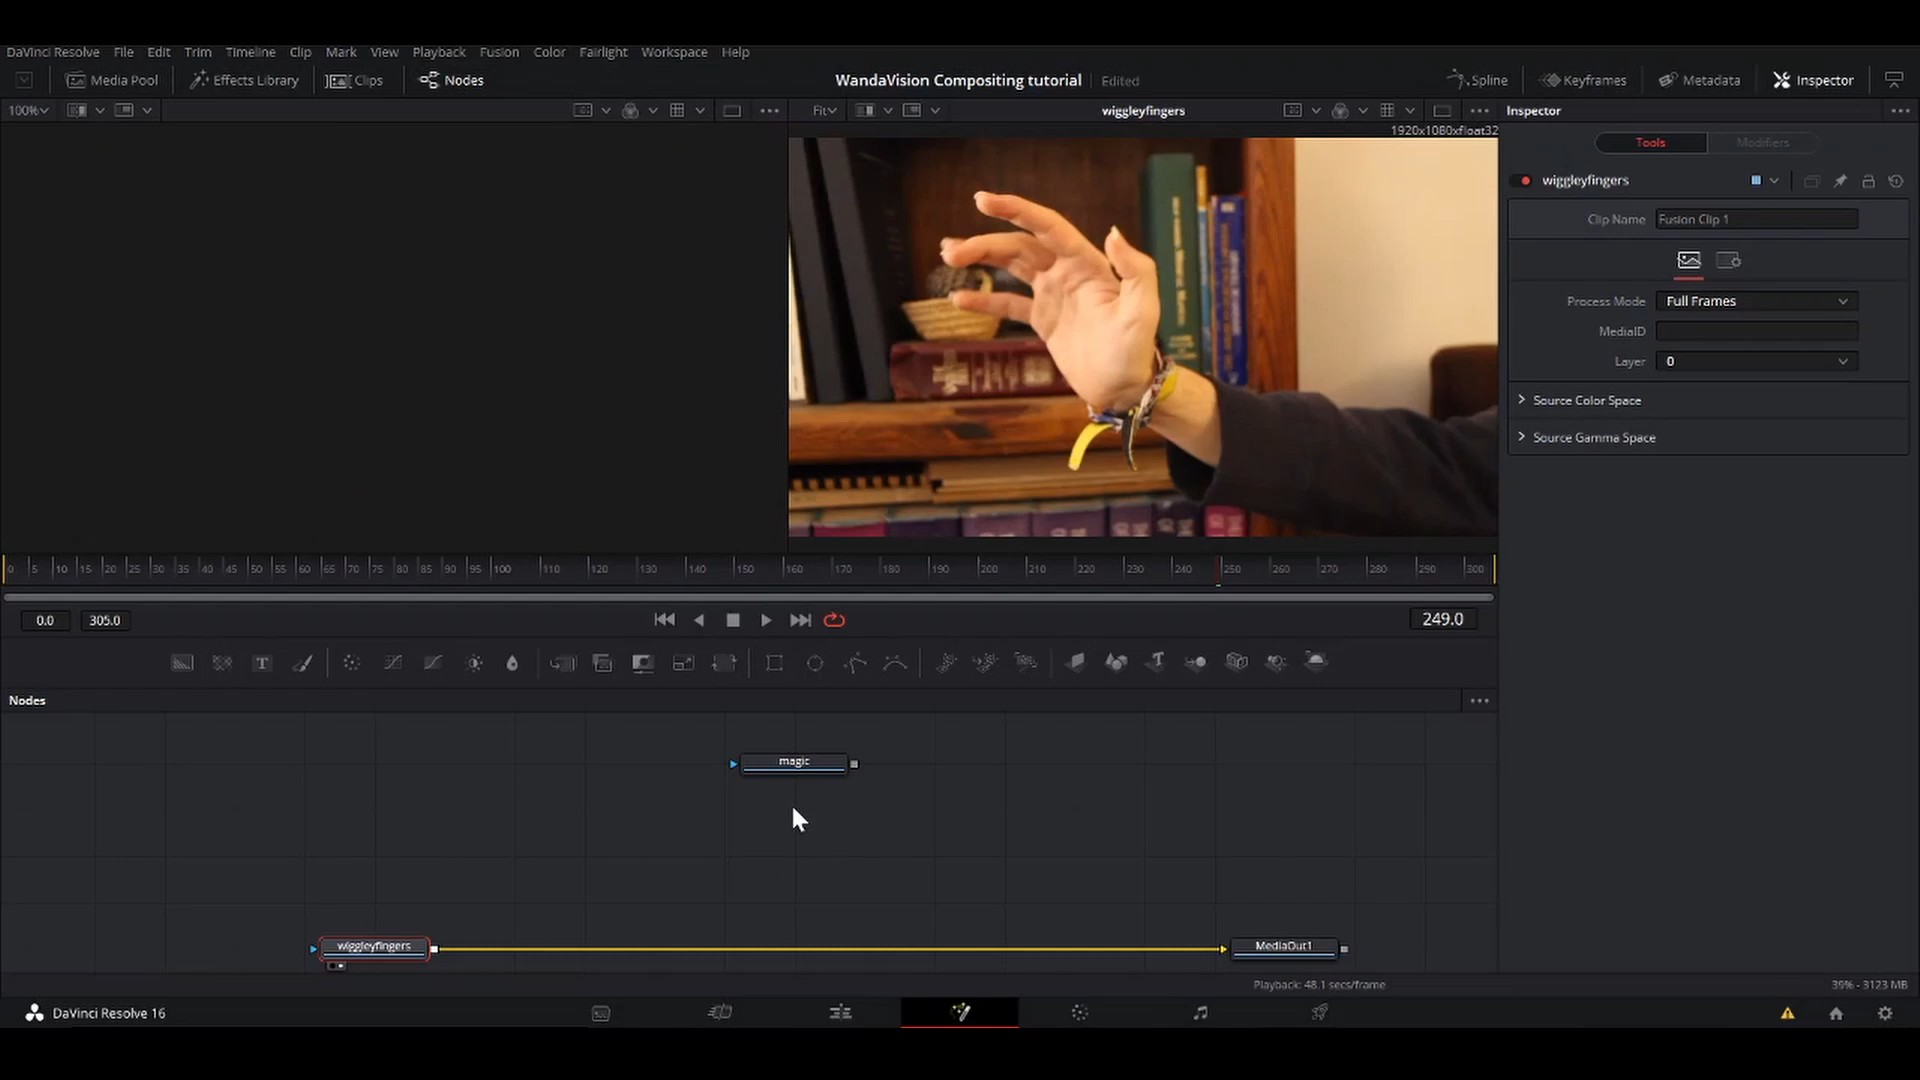 DaVinci Resolve File Edit Trim Timeline Clip Mark View Playback Fusion Color Fairlight Workspace Help
Media Pool Effects Library Clips Nodes WandaVision Compositing tutorial Edited Spline Keyframes Metadata Inspector
100% Fit wiggleyfingers Inspector
1920x1080xfloat32
Tools Modifiers
wiggleyfingers
Clip Name Fusion Clip 1
Process Mode Full Frames
MediaID
Layer 0
Source Color Space
Source Gamma Space
0 5 10 15 20 25 30 35 40 45 50 55 60 65 70 75 80 85 90 95 100 110 120 130 140 150 160 170 180 190 200 210 220 230 240 250 260 270 280 290 300
0.0 305.0 249.0
Nodes
magic
wiggleyfingers MediaOut1
Playback: 48.1 secs/frame 39% - 3123 MB
DaVinci Resolve 16